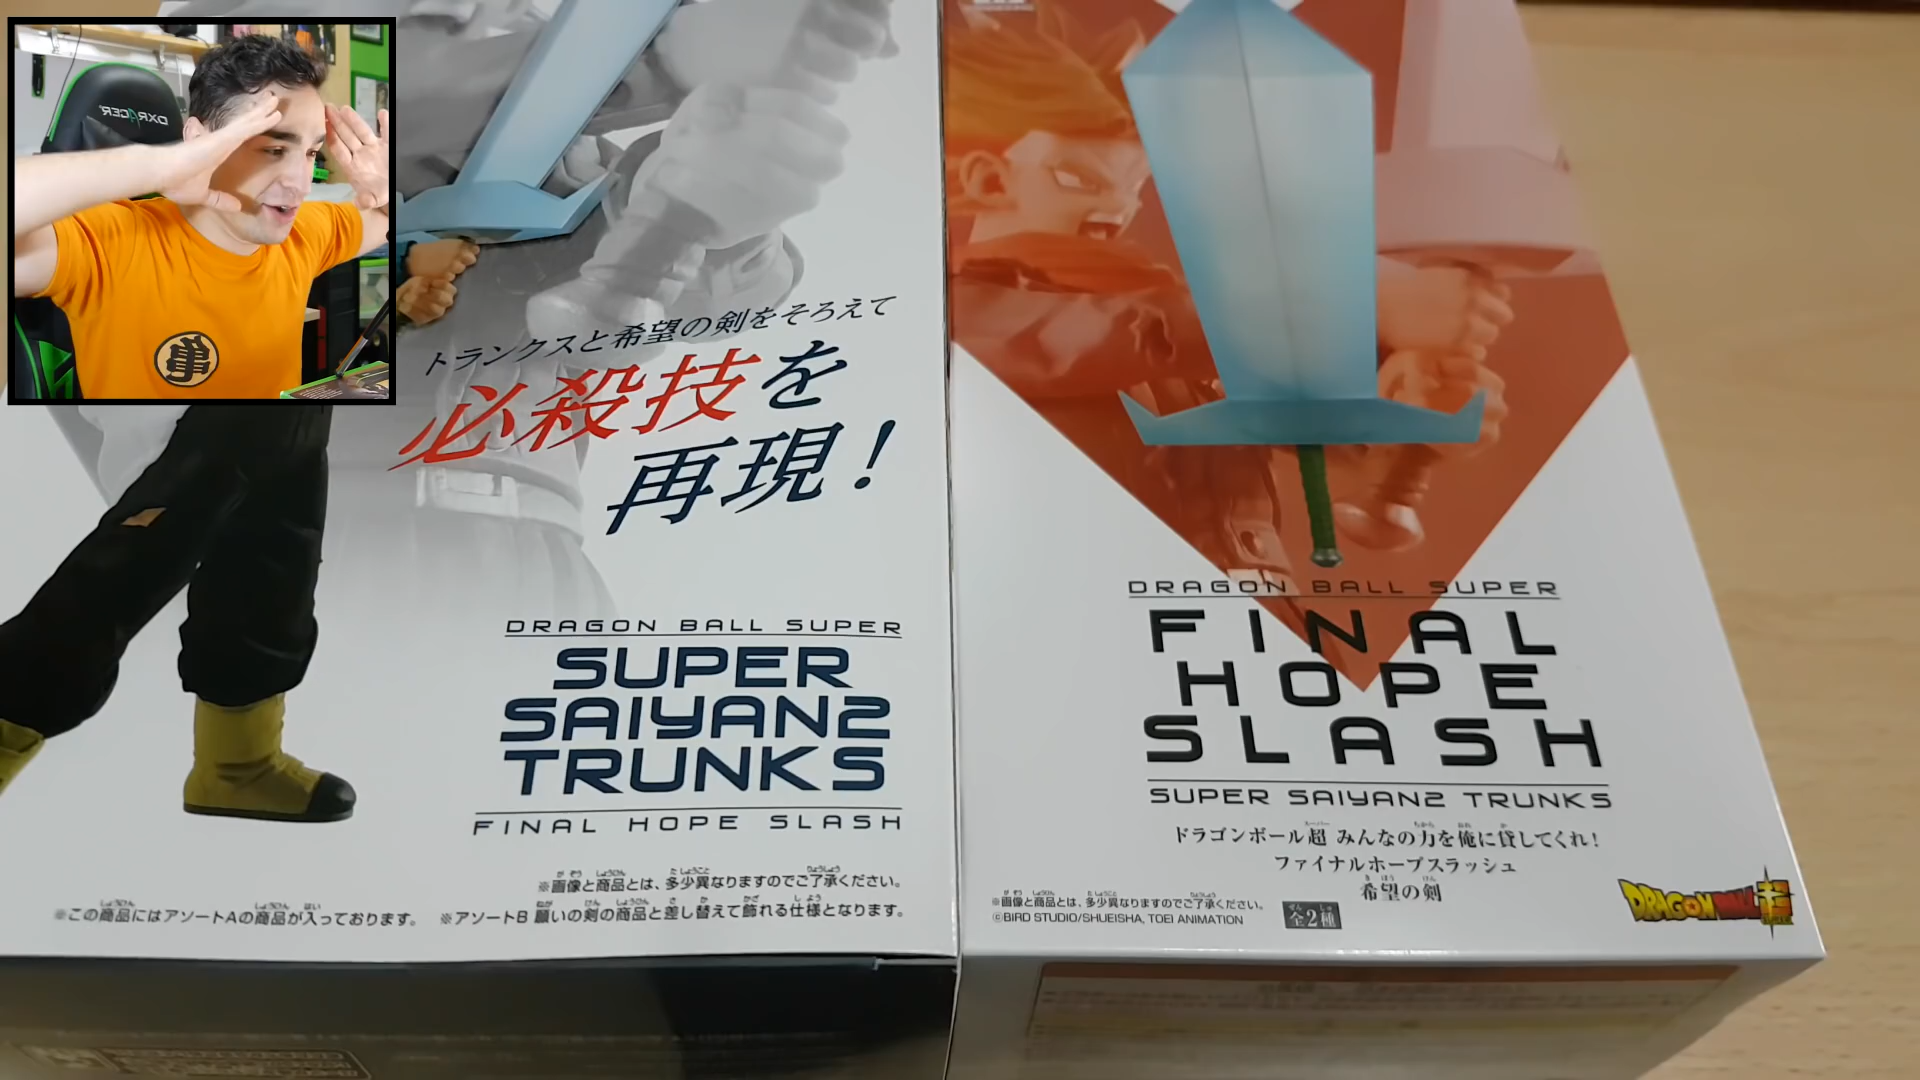 DXRACER
亀
トランクスと希望の剣をそろえて
必殺技を
再現！
DRAGON BALL SUPER
SUPER
SAIYAN2
TRUNKS
FINAL HOPE SLASH
※画像と商品とは、多少異なりますのでご了承ください。
※この商品にはアソートAの商品が入っております。 ※アソートB 願いの剣の商品と差し替えて飾れる仕様となります。
DRAGON BALL SUPER
FINAL
HOPE
SLASH
SUPER SAIYAN2 TRUNKS
ドラゴンボール超 みんなの力を俺に貸してくれ！
ファイナルホープスラッシュ
希望の剣
※画像と商品とは、多少異なりますのでご了承ください。
©BIRD STUDIO/SHUEISHA, TOEI ANIMATION
全2種
DRAGON BALL 超
SUPER